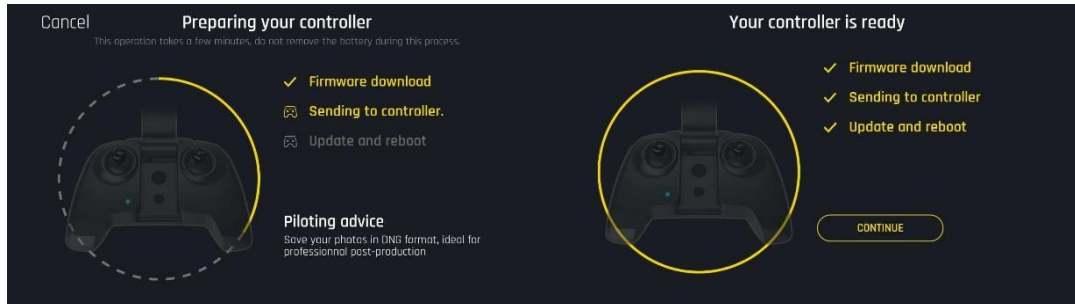 Cancel
Preparing your controller
This operation takes a few minutes, do not remove the battery during this process.
Firmware download
Sending to controller.
Update and reboot
Piloting advice
Save your photos in DNG format, ideal for
professionnal post-production
Your controller is ready
Firmware download
Sending to controller
Update and reboot
CONTINUE